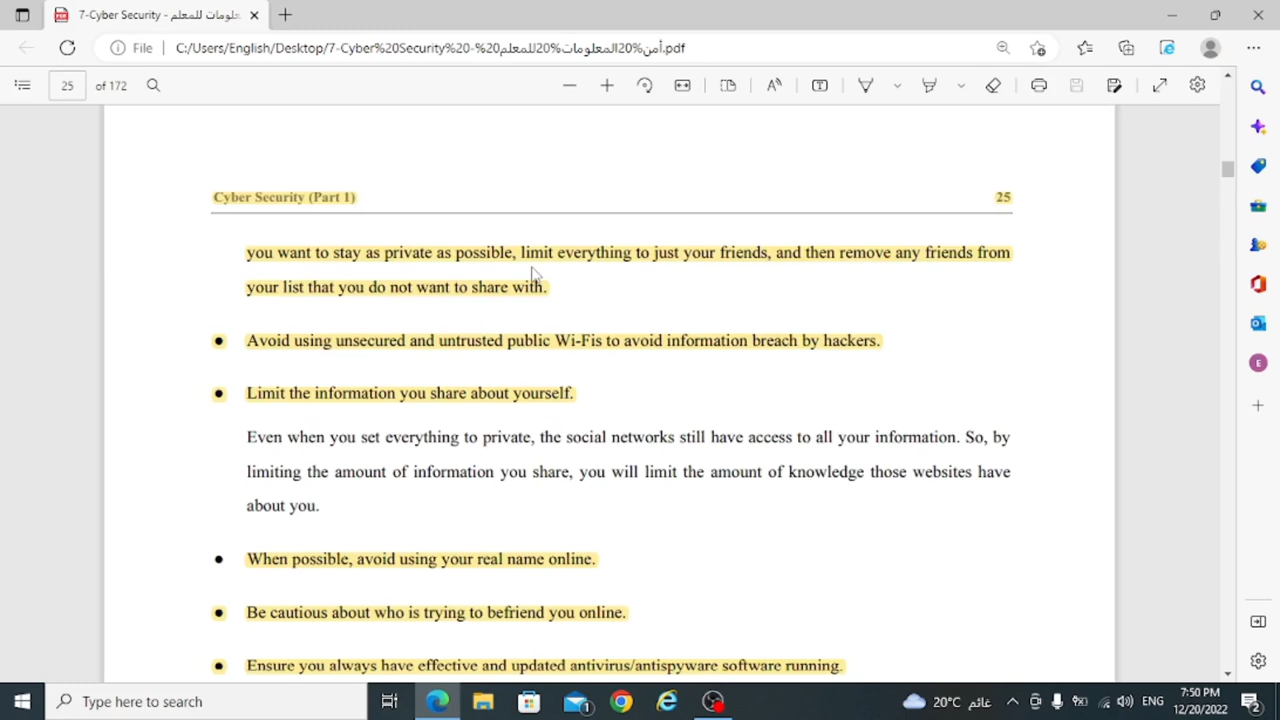 7-Cyber Security - علومات للمعلم
File
C:/Users/English/Desktop/7-Cyber%20Security%20-%20أمن%20المعلومات%20للمعلم.pdf
25 of 172
Cyber Security (Part 1) 25
you want to stay as private as possible, limit everything to just your friends, and then remove any friends from
your list that you do not want to share with.
● Avoid using unsecured and untrusted public Wi-Fis to avoid information breach by hackers.
● Limit the information you share about yourself.
Even when you set everything to private, the social networks still have access to all your information. So, by
limiting the amount of information you share, you will limit the amount of knowledge those websites have
about you.
● When possible, avoid using your real name online.
● Be cautious about who is trying to befriend you online.
● Ensure you always have effective and updated antivirus/antispyware software running.
E
Type here to search
1
20°C غائم
ENG
7:50 PM
12/20/2022
2